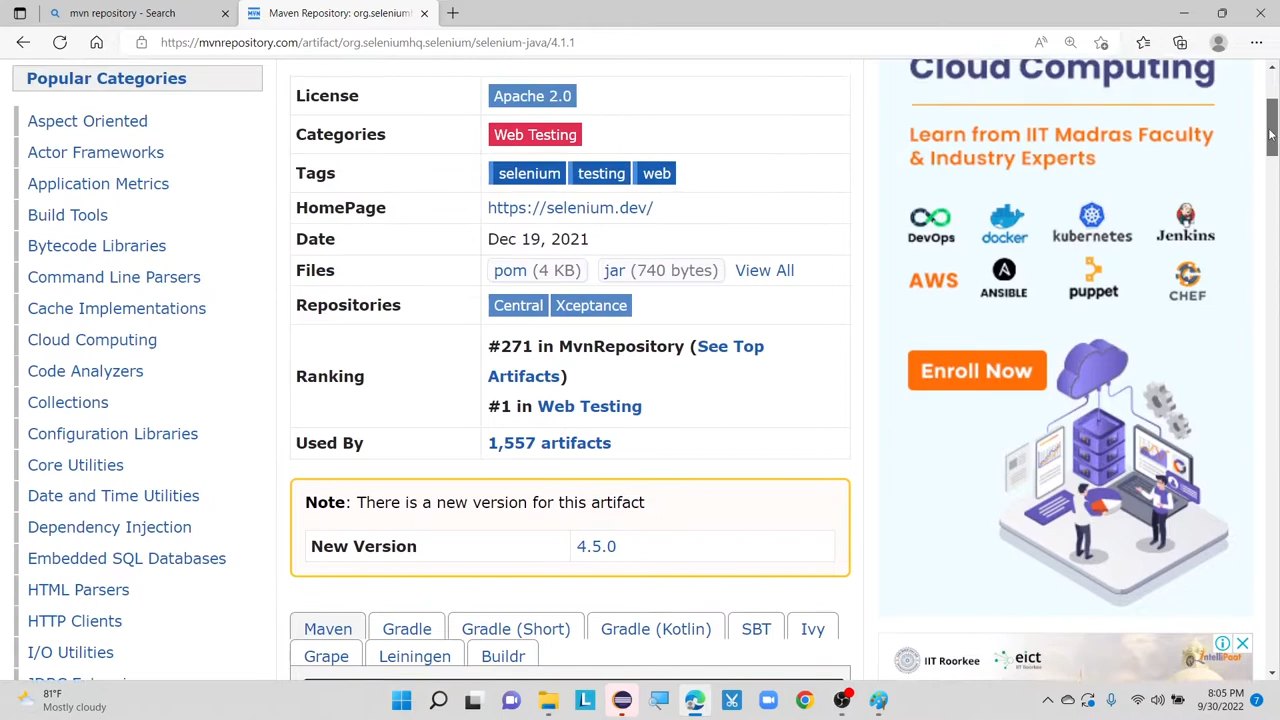 mvn repository - Search
Maven Repository: org.selenium
https://mvnrepository.com/artifact/org.seleniumhq.selenium/selenium-java/4.1.1
Popular Categories
Aspect Oriented
Actor Frameworks
Application Metrics
Build Tools
Bytecode Libraries
Command Line Parsers
Cache Implementations
Cloud Computing
Code Analyzers
Collections
Configuration Libraries
Core Utilities
Date and Time Utilities
Dependency Injection
Embedded SQL Databases
HTML Parsers
HTTP Clients
I/O Utilities
License Apache 2.0
Categories Web Testing
Tags selenium testing web
HomePage https://selenium.dev/
Date Dec 19, 2021
Files pom (4 KB) jar (740 bytes) View All
Repositories Central Xceptance
Ranking #271 in MvnRepository (See Top
Artifacts)
#1 in Web Testing
Used By 1,557 artifacts
Note: There is a new version for this artifact
New Version 4.5.0
Maven Gradle Gradle (Short) Gradle (Kotlin) SBT Ivy
Grape Leiningen Buildr
Cloud Computing
Learn from IIT Madras Faculty
& Industry Experts
DevOps docker kubernetes Jenkins
AWS ANSIBLE puppet CHEF
Enroll Now
IIT Roorkee eict
Intellipaat
81°F
Mostly cloudy
8:05 PM
9/30/2022